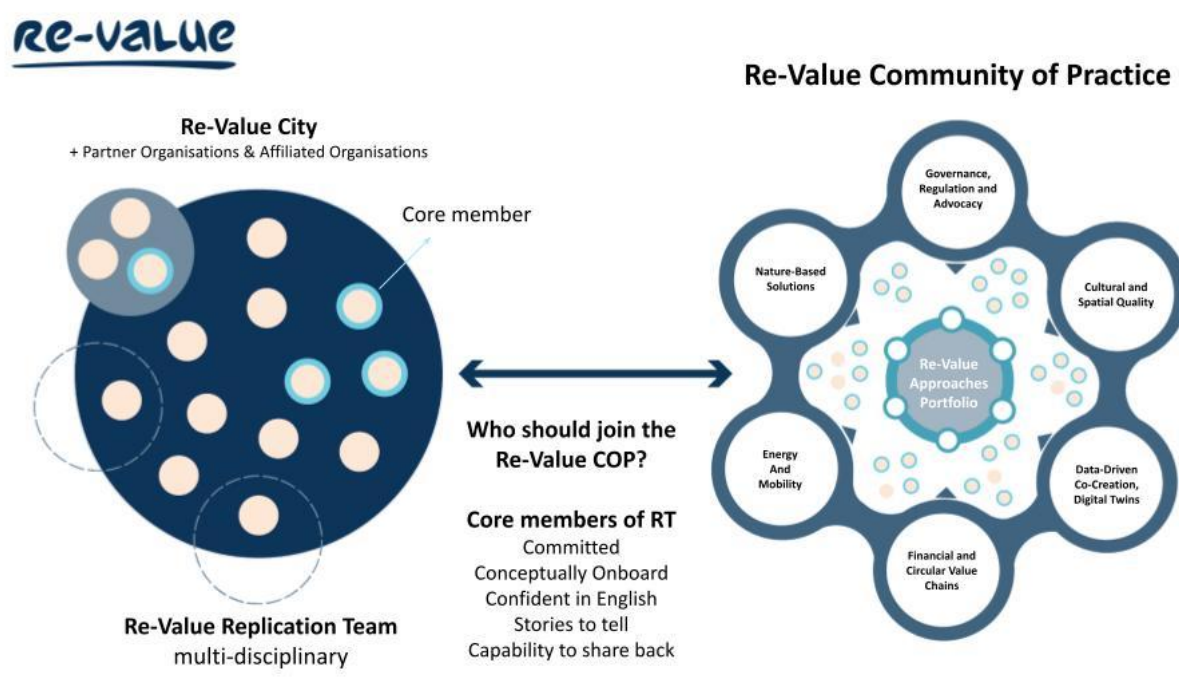 Re-Value
Re-Value Community of Practice
Re-Value City
+ Partner Organisations & Affiliated Organisations
Core member
Who should join the
Re-Value COP?
Core members of RT
Committed
Conceptually Onboard
Confident in English
Stories to tell
Capability to share back
Re-Value Replication Team
multi-disciplinary
Governance,
Regulation and
Advocacy
Nature-Based
Solutions
Cultural and
Spatial Quality
Re-Value
Approaches
Portfolio
Energy
And
Mobility
Data-Driven
Co-Creation,
Digital Twins
Financial and
Circular Value
Chains